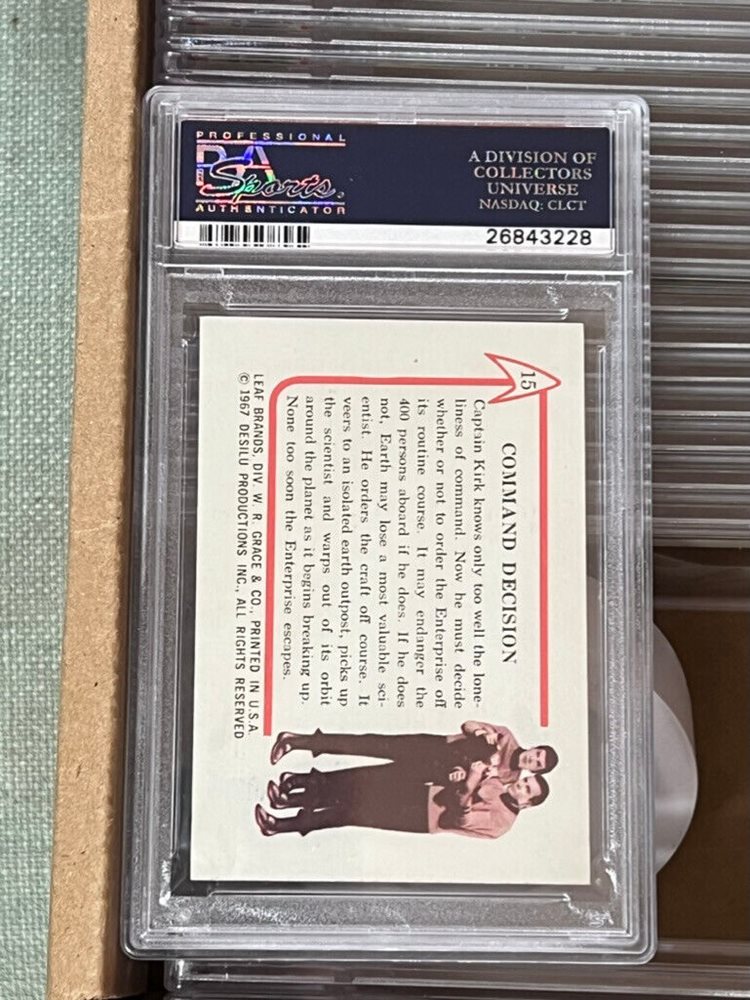 PROFESSIONAL
PSA
Sports
AUTHENTICATOR
A DIVISION OF
COLLECTORS
UNIVERSE
NASDAQ: CLCT
26843228
15
COMMAND DECISION
Captain Kirk knows only too well the lone-
liness of command. Now he must decide
whether or not to order the Enterprise off
its routine course. It may endanger the
400 persons aboard if he does. If he does
not, Earth may lose a most valuable sci-
entist. He orders the craft off course. It
veers to an isolated earth outpost, picks up
the scientist and warps out of its orbit
around the planet as it begins breaking up.
None too soon the Enterprise escapes.
LEAF BRANDS, DIV. W. R. GRACE & CO. PRINTED IN U.S.A.
© 1967 DESILU PRODUCTIONS INC., ALL RIGHTS RESERVED